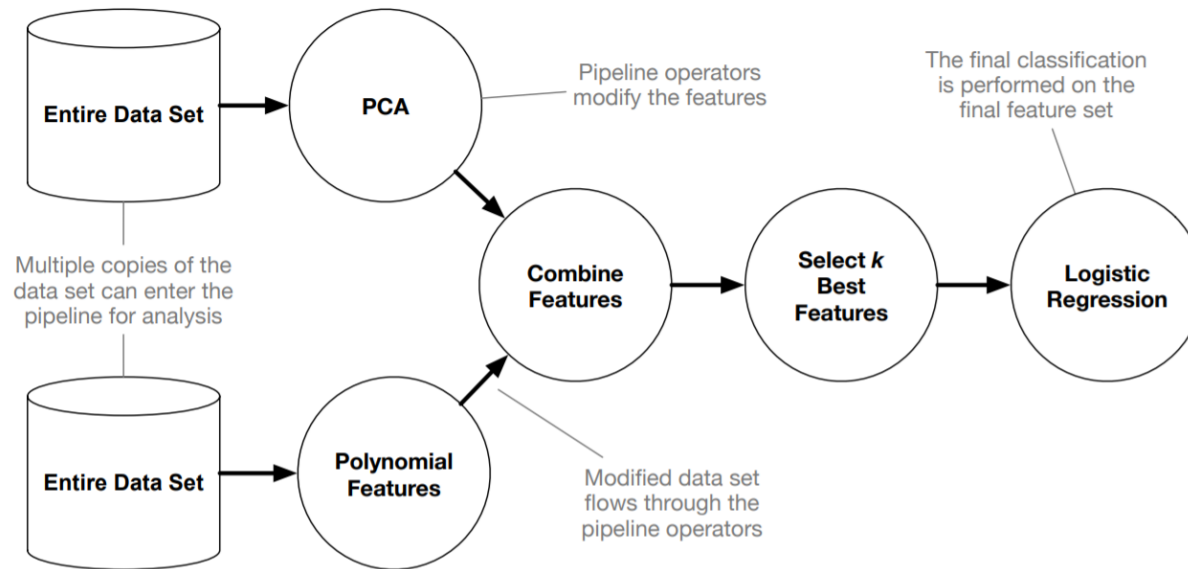 Entire Data Set
PCA
Pipeline operators
modify the features
The final classification
is performed on the
final feature set
Multiple copies of the
data set can enter the
pipeline for analysis
Combine
Features
Select k
Best
Features
Logistic
Regression
Entire Data Set
Polynomial
Features
Modified data set
flows through the
pipeline operators